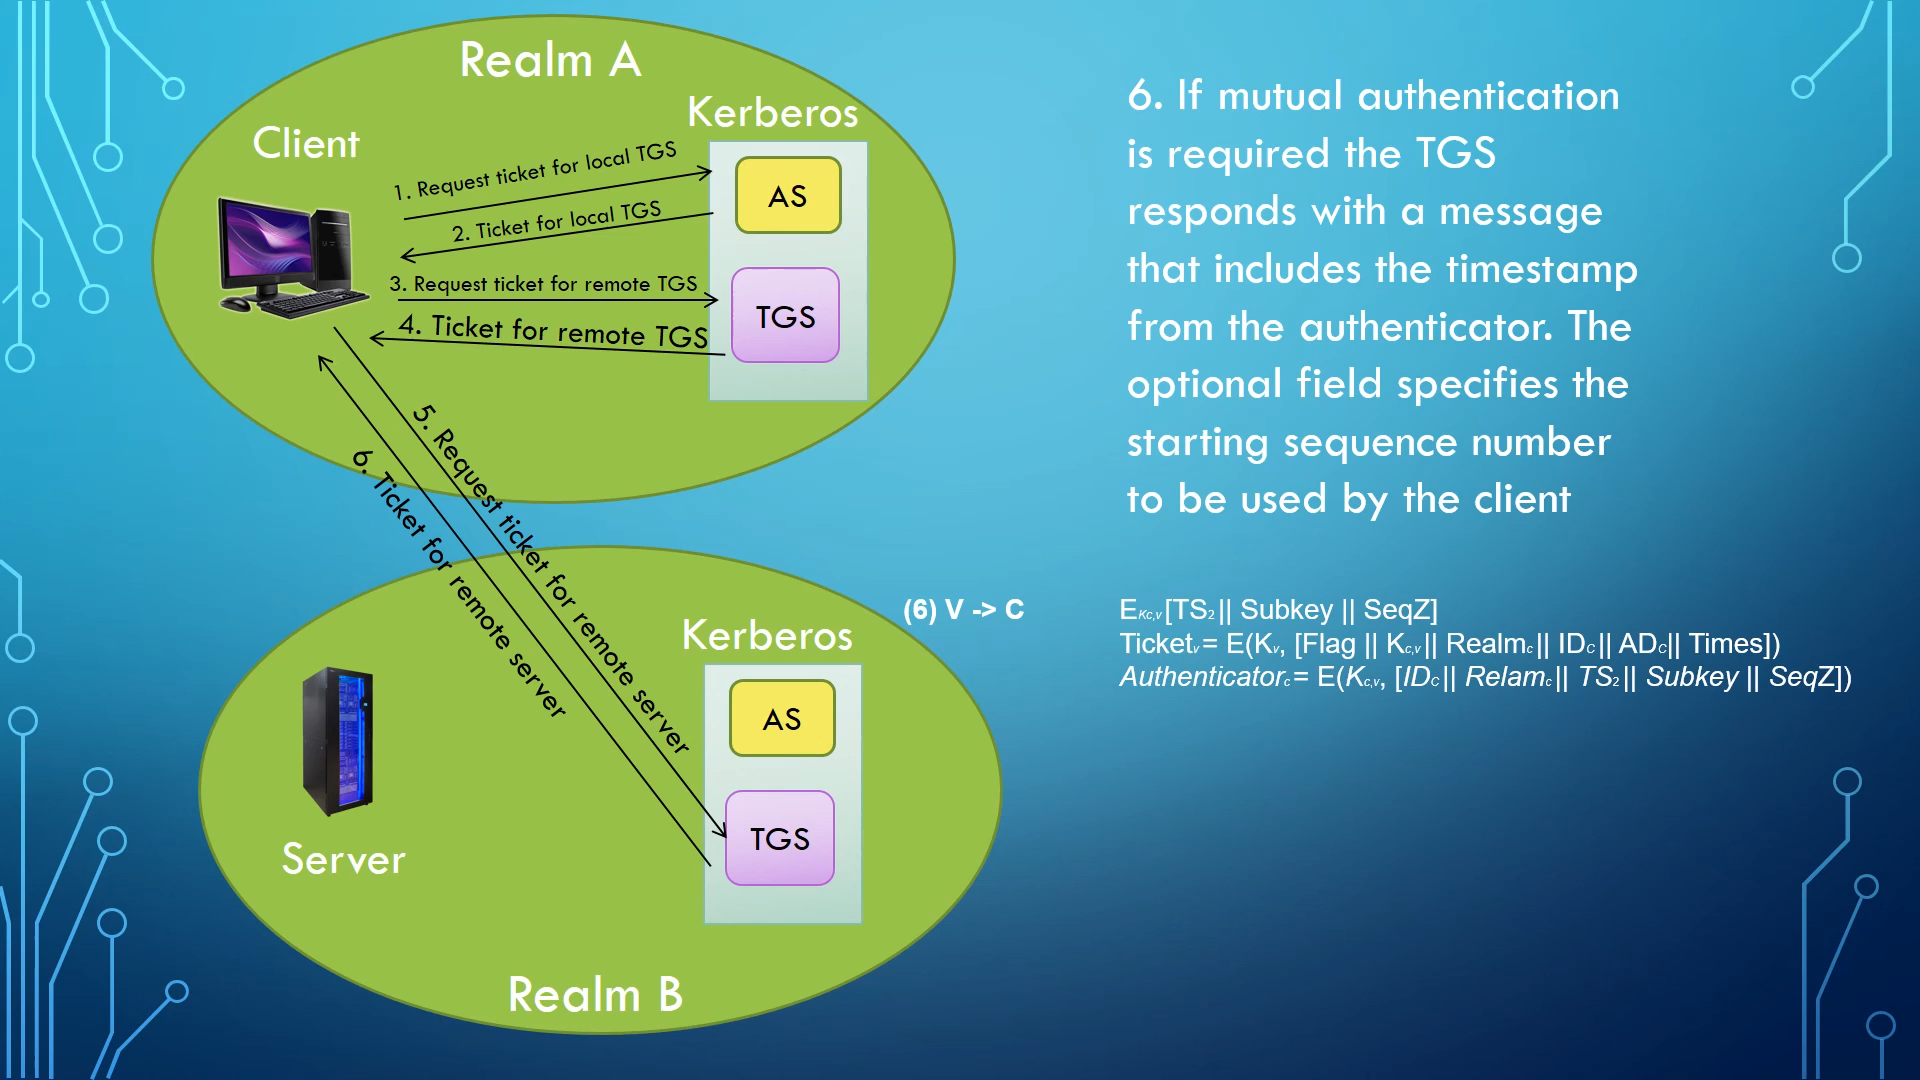 Realm A
Kerberos
Client
1. Request ticket for local TGS
AS
2. Ticket for local TGS
3. Request ticket for remote TGS
TGS
4. Ticket for remote TGS
5. Request ticket for remote server
6. Ticket for remote server
Kerberos
AS
TGS
Server
Realm B
6. If mutual authentication
is required the TGS
responds with a message
that includes the timestamp
from the authenticator. The
optional field specifies the
starting sequence number
to be used by the client
(6) V -> C
E Kc,v [TS2 || Subkey || SeqZ]
Ticketv = E(Kv, [Flag || Kc,v || Realmc || IDC || ADC || Times])
Authenticatorc = E(Kc,v, [IDC || Relamc || TS2 || Subkey || SeqZ])